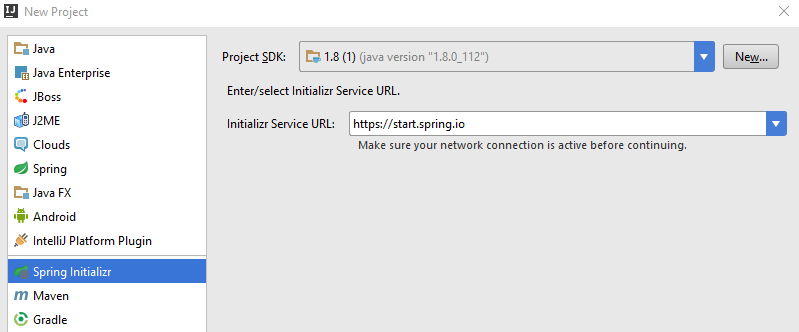 IJ New Project
Java
Java Enterprise
JBoss
J2ME
Clouds
Spring
Java FX
Android
IntelliJ Platform Plugin
Spring Initializr
m Maven
Gradle
Project SDK: 1.8 (1) (java version "1.8.0_112") New...
Enter/select Initializr Service URL.
Initializr Service URL: https://start.spring.io
Make sure your network connection is active before continuing.